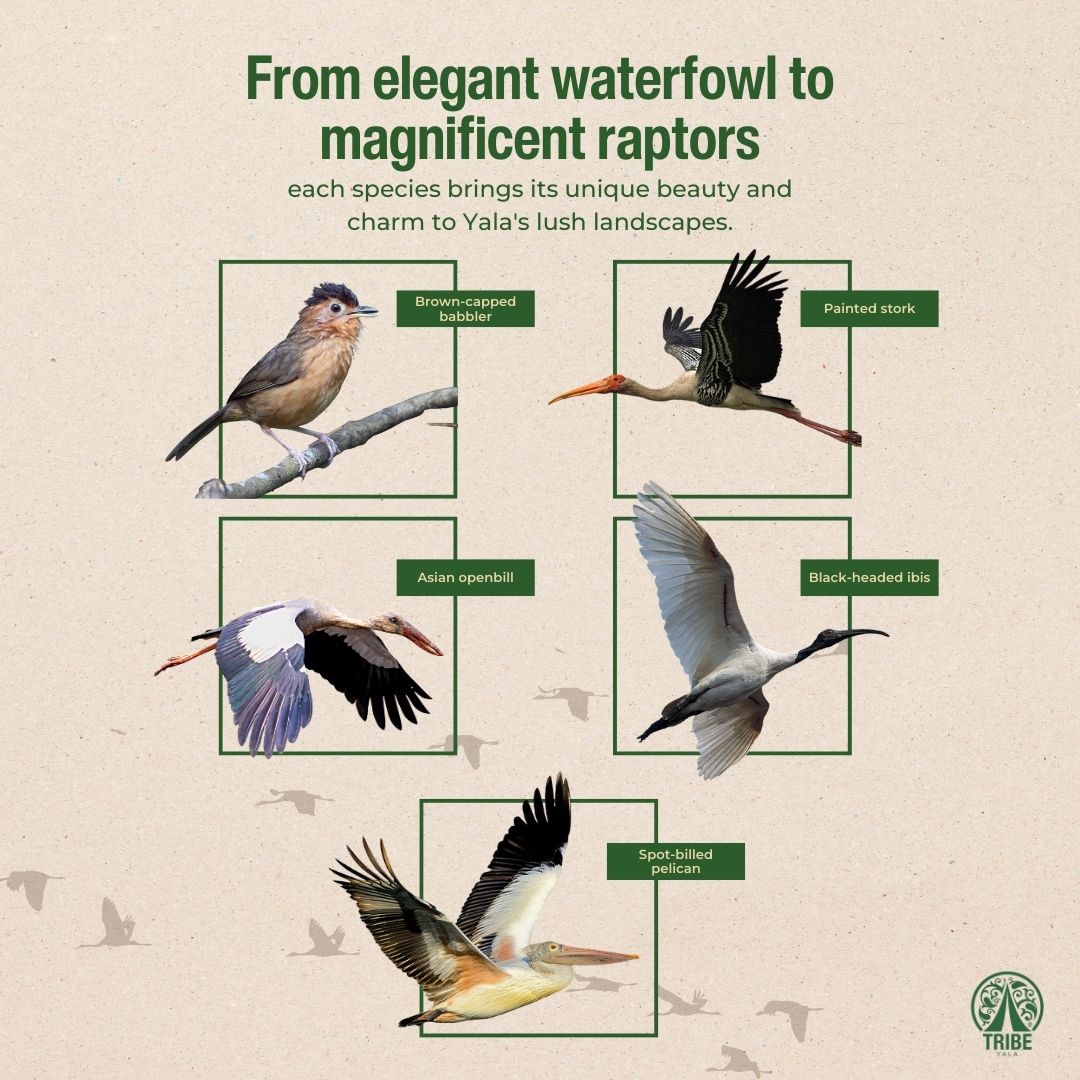 From elegant waterfowl to
magnificent raptors
each species brings its unique beauty and
charm to Yala's lush landscapes.
Brown-capped
babbler
Painted stork
Asian openbill
Black-headed ibis
Spot-billed
pelican
TRIBE
YALA